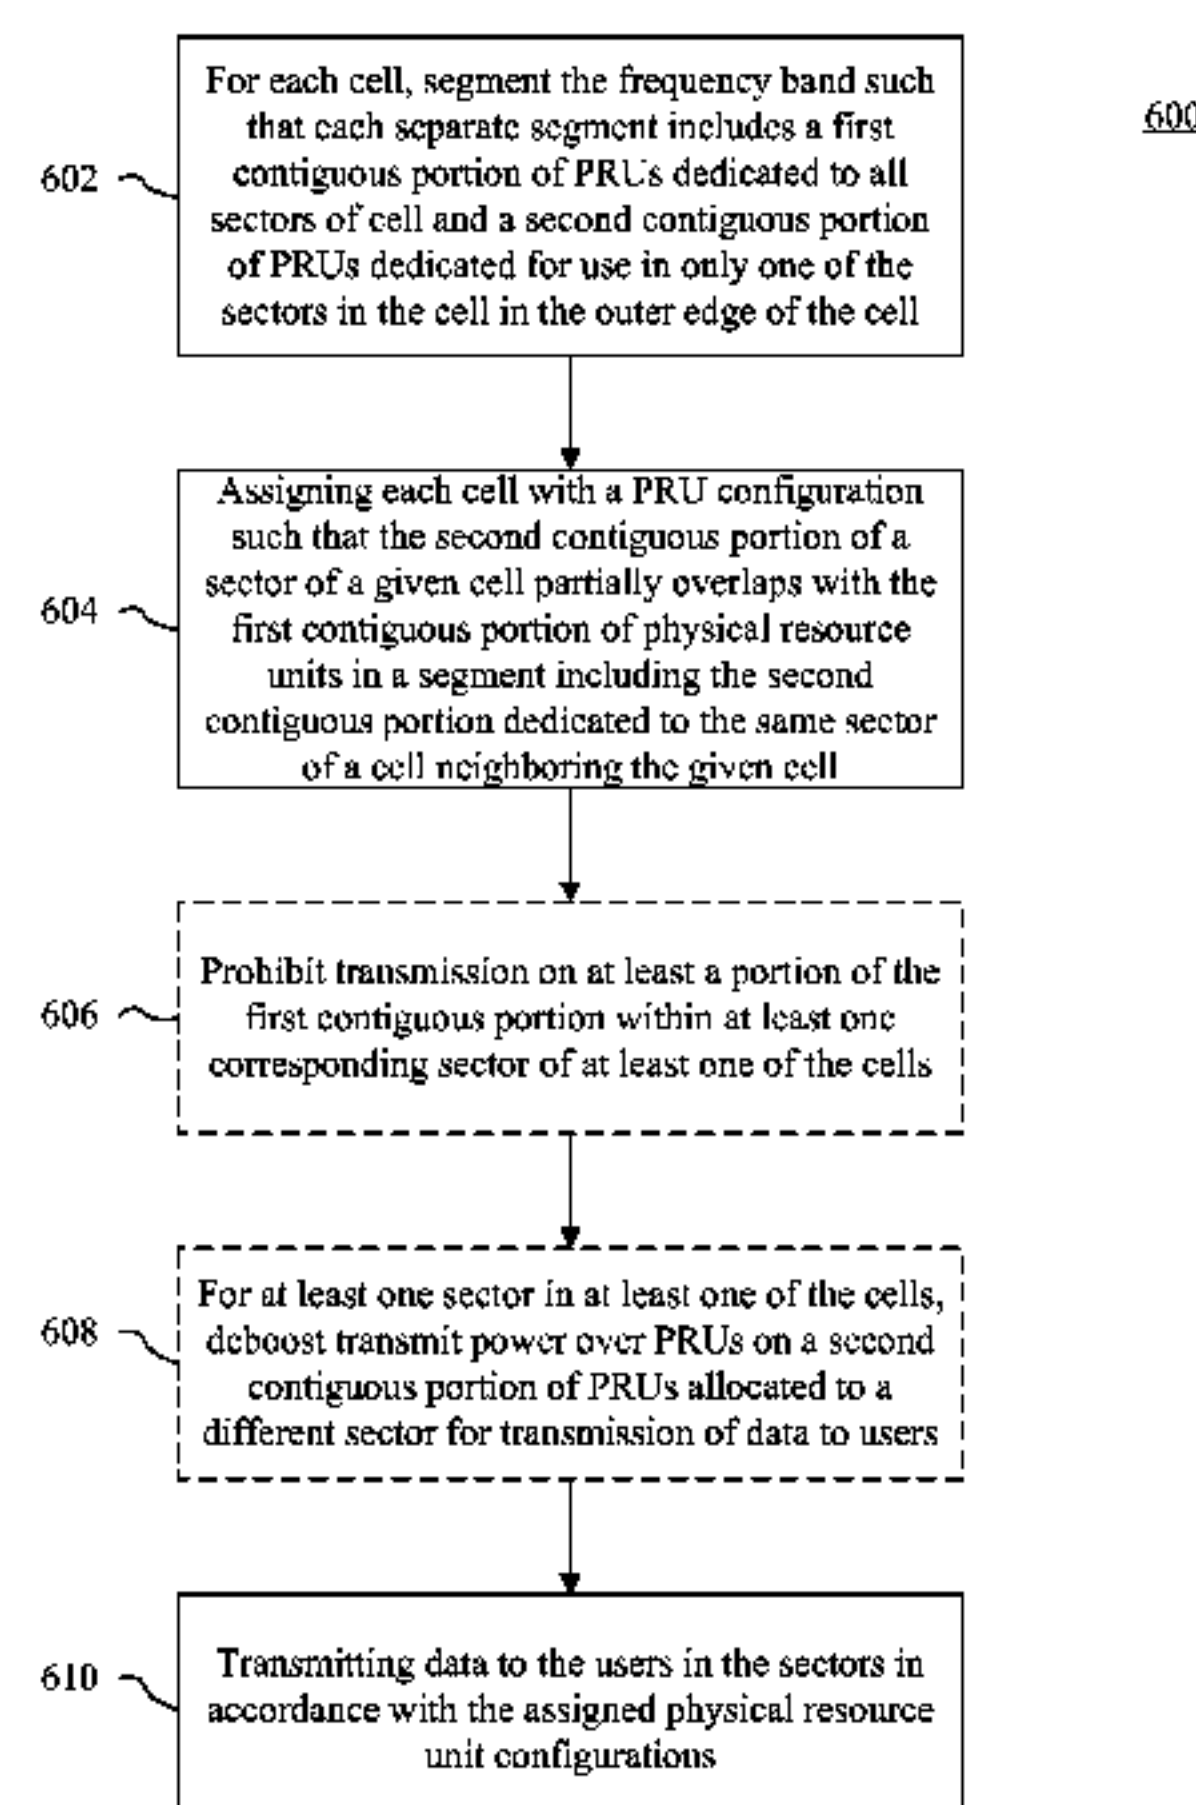 For each cell, segment the frequency band such
that each separate segment includes a first
contiguous portion of PRUs dedicated to all
sectors of cell and a second contiguous portion
of PRUs dedicated for use in only one of the
sectors in the cell in the outer edge of the cell
600
602
Assigning each cell with a PRU configuration
such that the second contiguous portion of a
sector of a given cell partially overlaps with the
first contiguous portion of physical resource
units in a segment including the second
contiguous portion dedicated to the same sector
of a cell neighboring the given cell
604
Prohibit transmission on at least a portion of the
first contiguous portion within at least one
corresponding sector of at least one of the cells
606
For at least one sector in at least one of the cells,
deboost transmit power over PRUs on a second
contiguous portion of PRUs allocated to a
different sector for transmission of data to users
608
Transmitting data to the users in the sectors in
accordance with the assigned physical resource
unit configurations
610